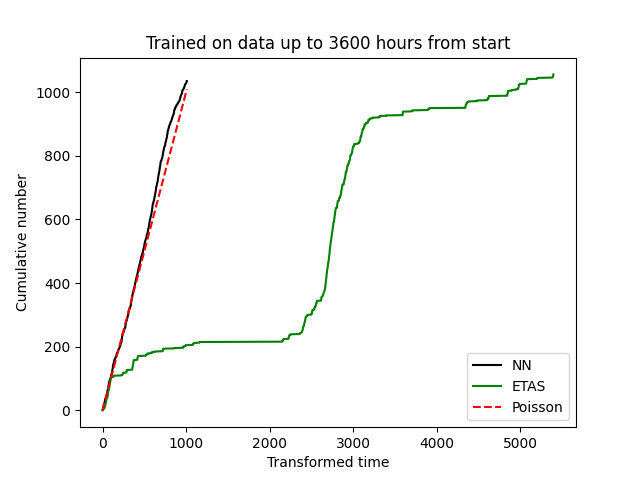 Trained on data up to 3600 hours from start
Cumulative number
1000
800
600
400
200
0
0 1000 2000 3000 4000 5000
Transformed time
NN
ETAS
Poisson